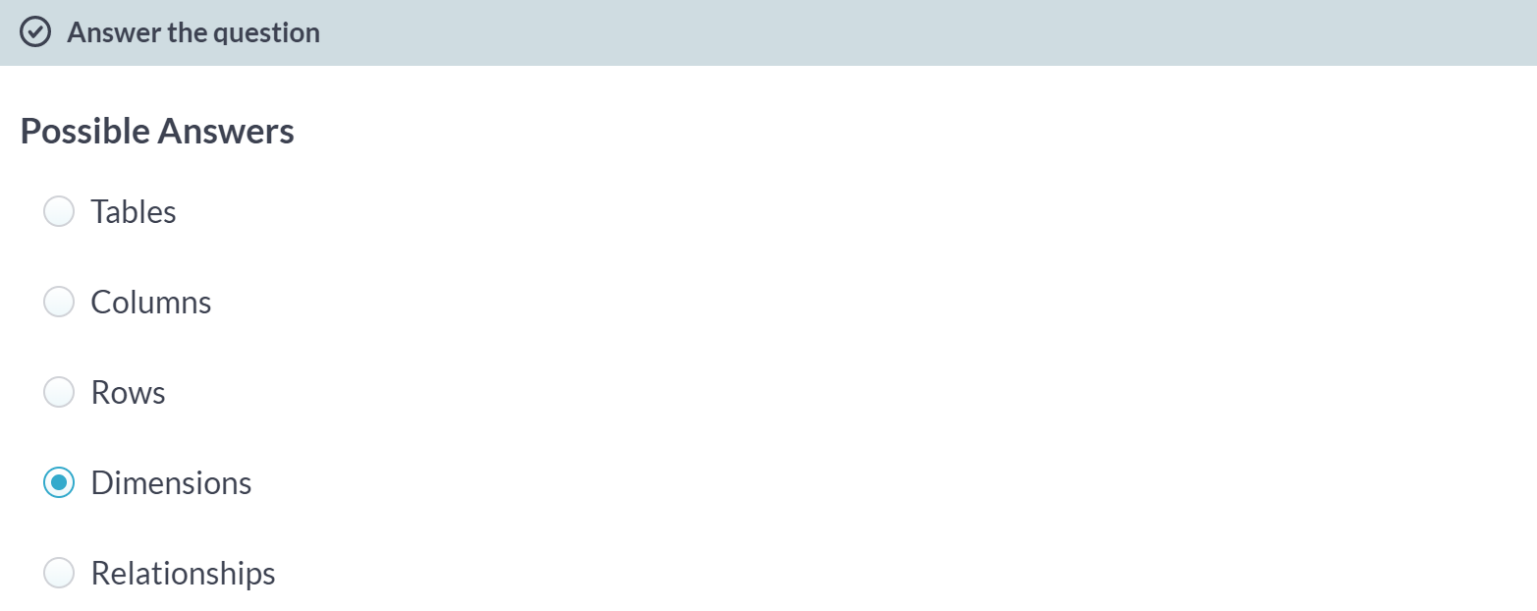 Answer the question
Possible Answers
Tables
Columns
Rows
Dimensions
Relationships